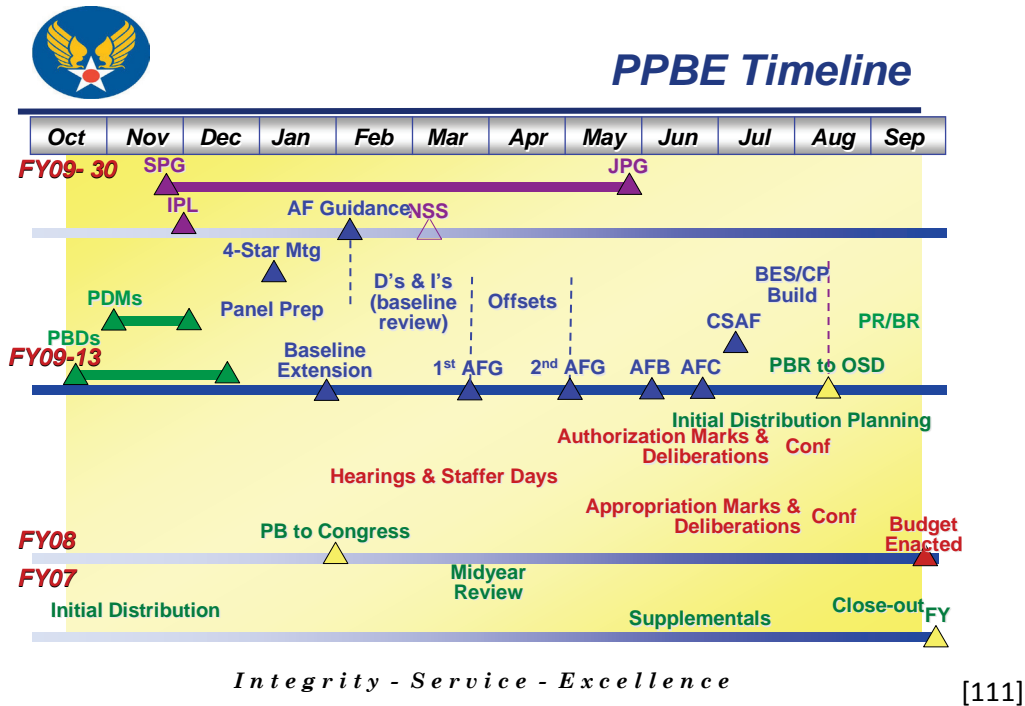 PPBE Timeline
Oct Nov Dec Jan Feb Mar Apr May Jun Jul Aug Sep
FY09- 30
SPG
JPG
IPL
AF Guidance
NSS
4-Star Mtg
Panel Prep
D's & I's
(baseline
review)
Offsets
BES/CP
Build
PDMs
CSAF
PR/BR
PBDs
FY09-13
Baseline
Extension
1st AFG
2nd AFG
AFB
AFC
PBR to OSD
Initial Distribution Planning
Authorization Marks &
Deliberations
Conf
Hearings & Staffer Days
Appropriation Marks &
Deliberations
Conf
PB to Congress
Budget
Enacted
FY08
FY07
Midyear
Review
Initial Distribution
Supplementals
Close-out
FY
Integrity - Service - Excellence
[111]